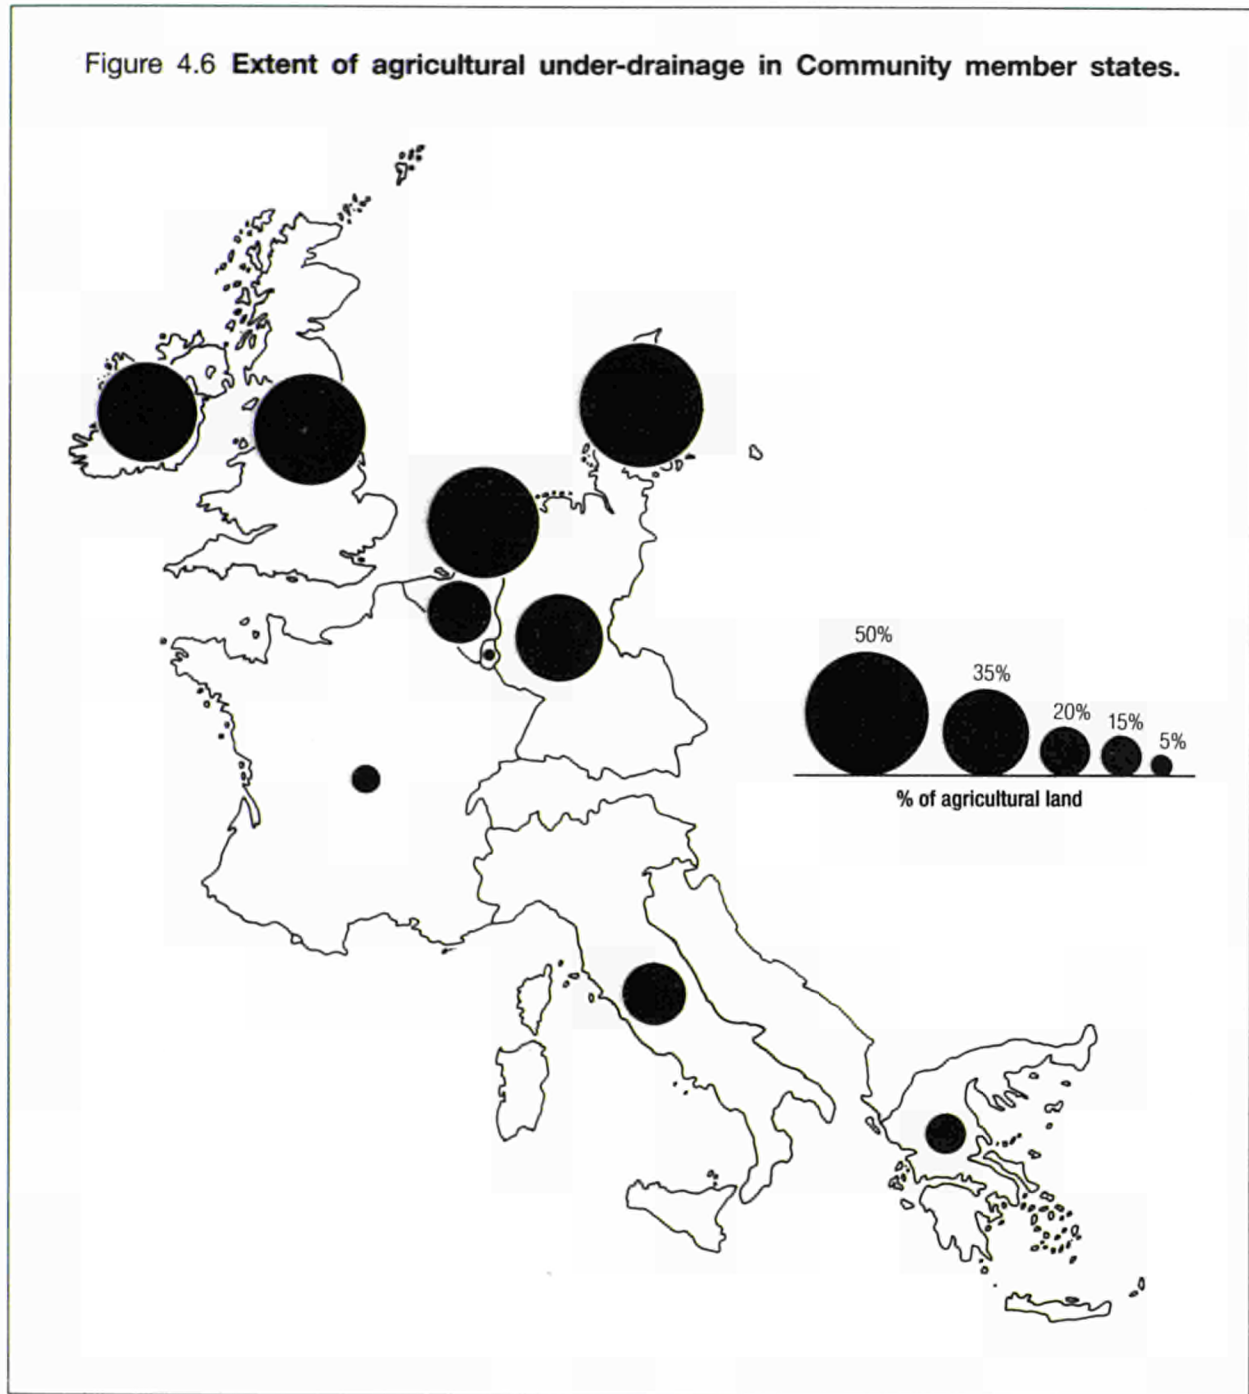 Figure 4.6 Extent of agricultural under-drainage in Community member states.
50%
35%
20%
15%
5%
% of agricultural land